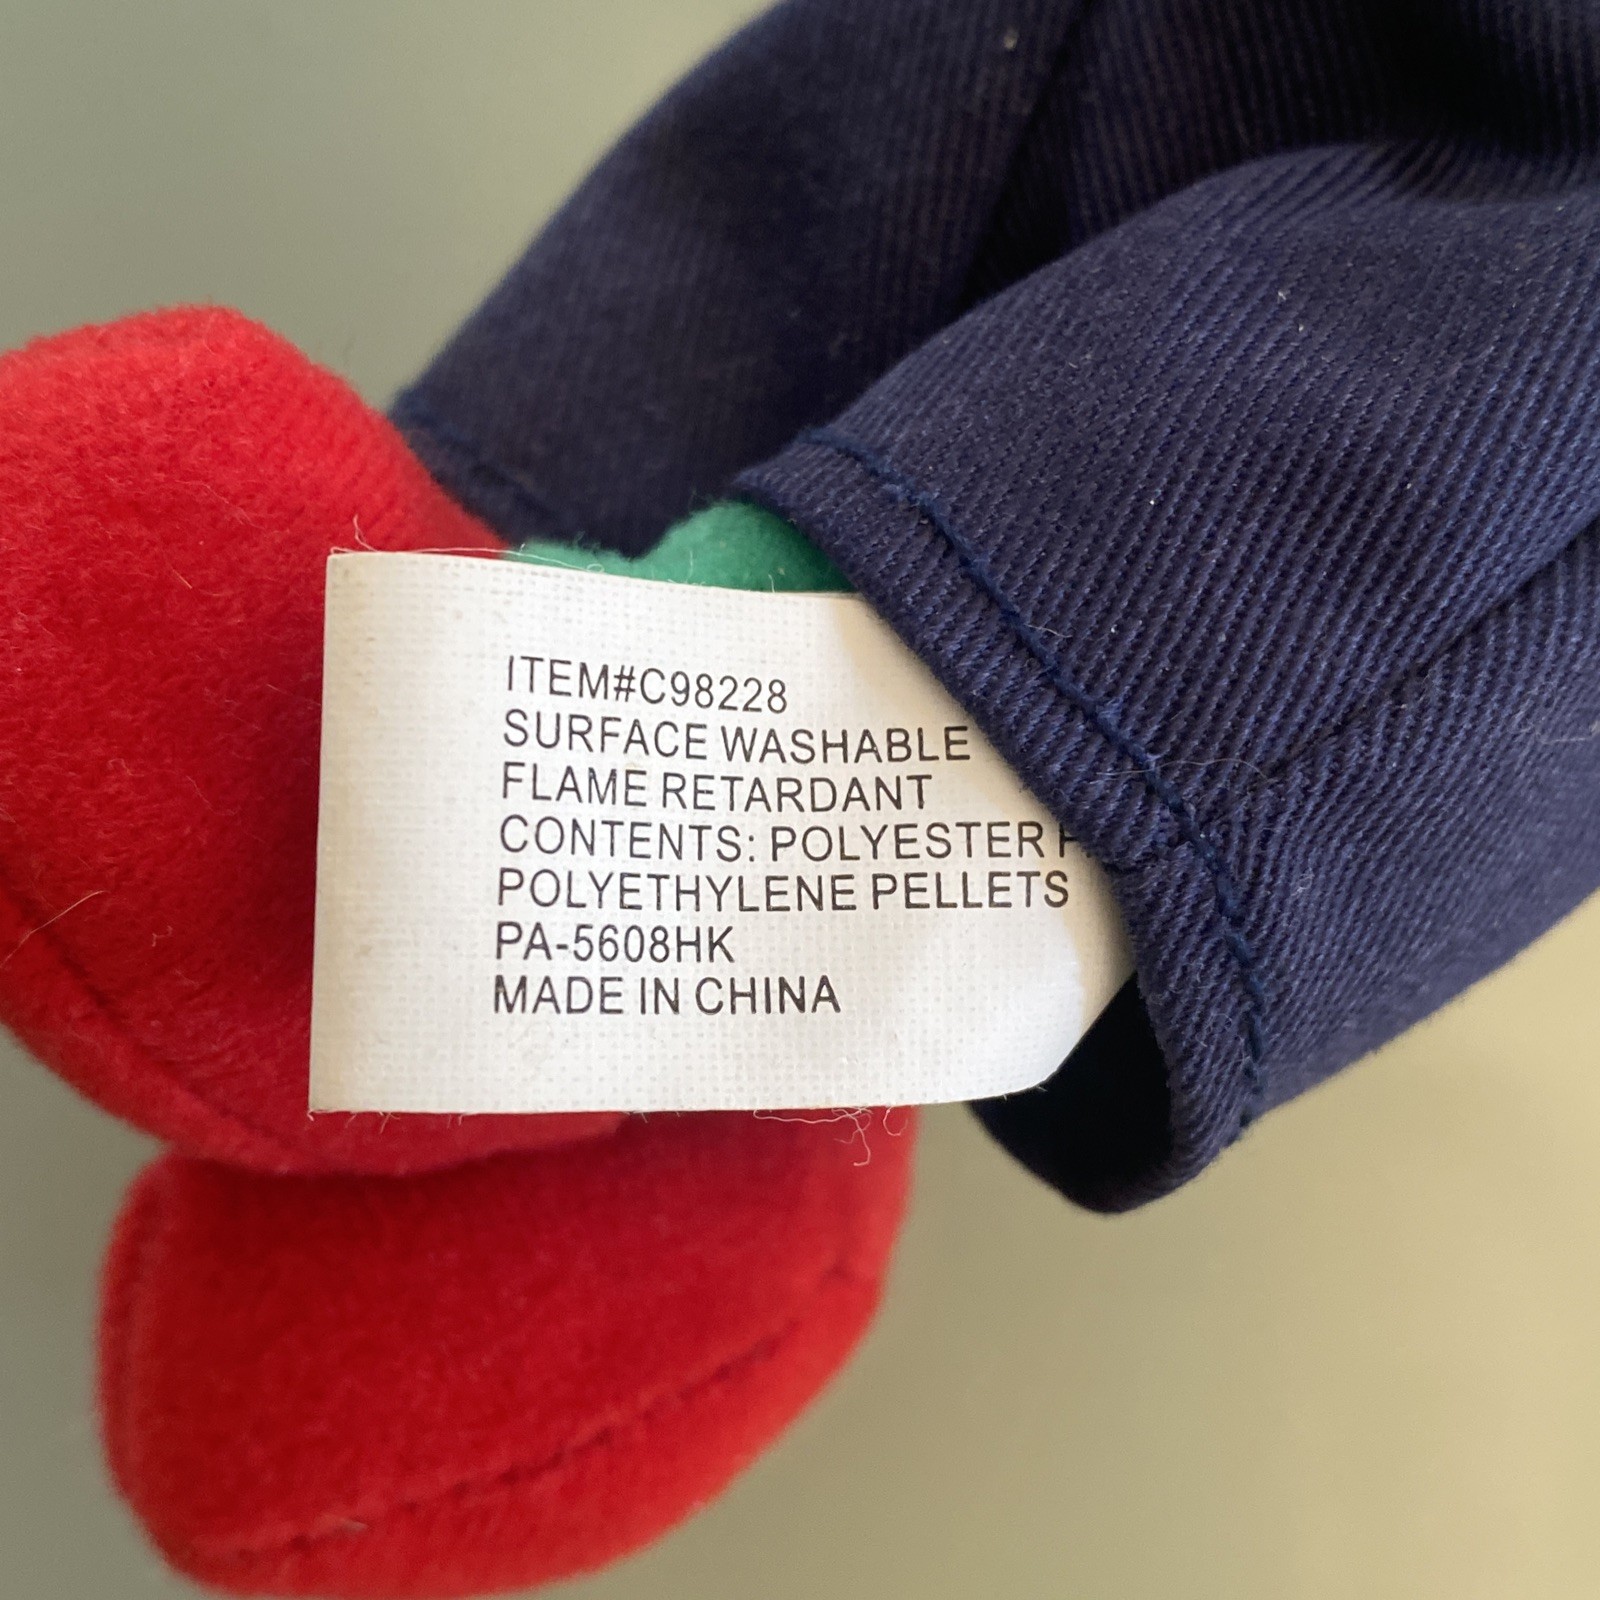 ITEM#C98228
SURFACE WASHABLE
FLAME RETARDANT
CONTENTS: POLYESTER
POLYETHYLENE PELLETS
PA-5608HK
MADE IN CHINA